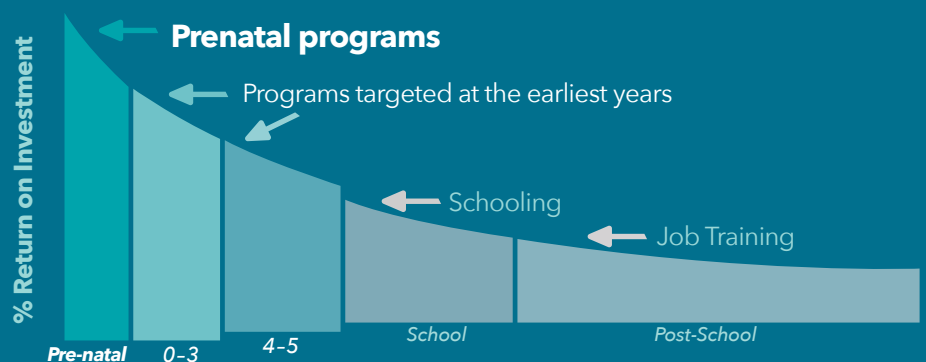 % Return on Investment
Prenatal programs
Programs targeted at the earliest years
Schooling
Job Training
Pre-natal
0–3
4–5
School
Post-School